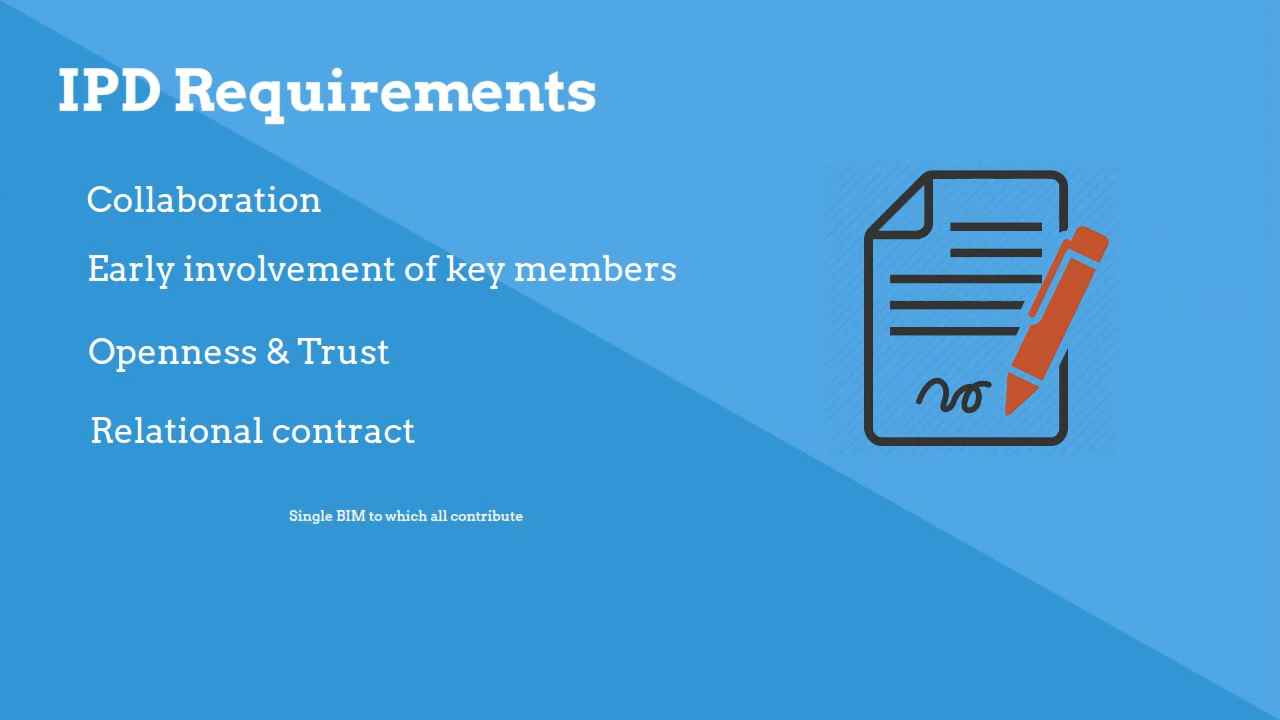 IPD Requirements
Collaboration
Early involvement of key members
Openness & Trust
Relational contract
Single BIM to which all contribute